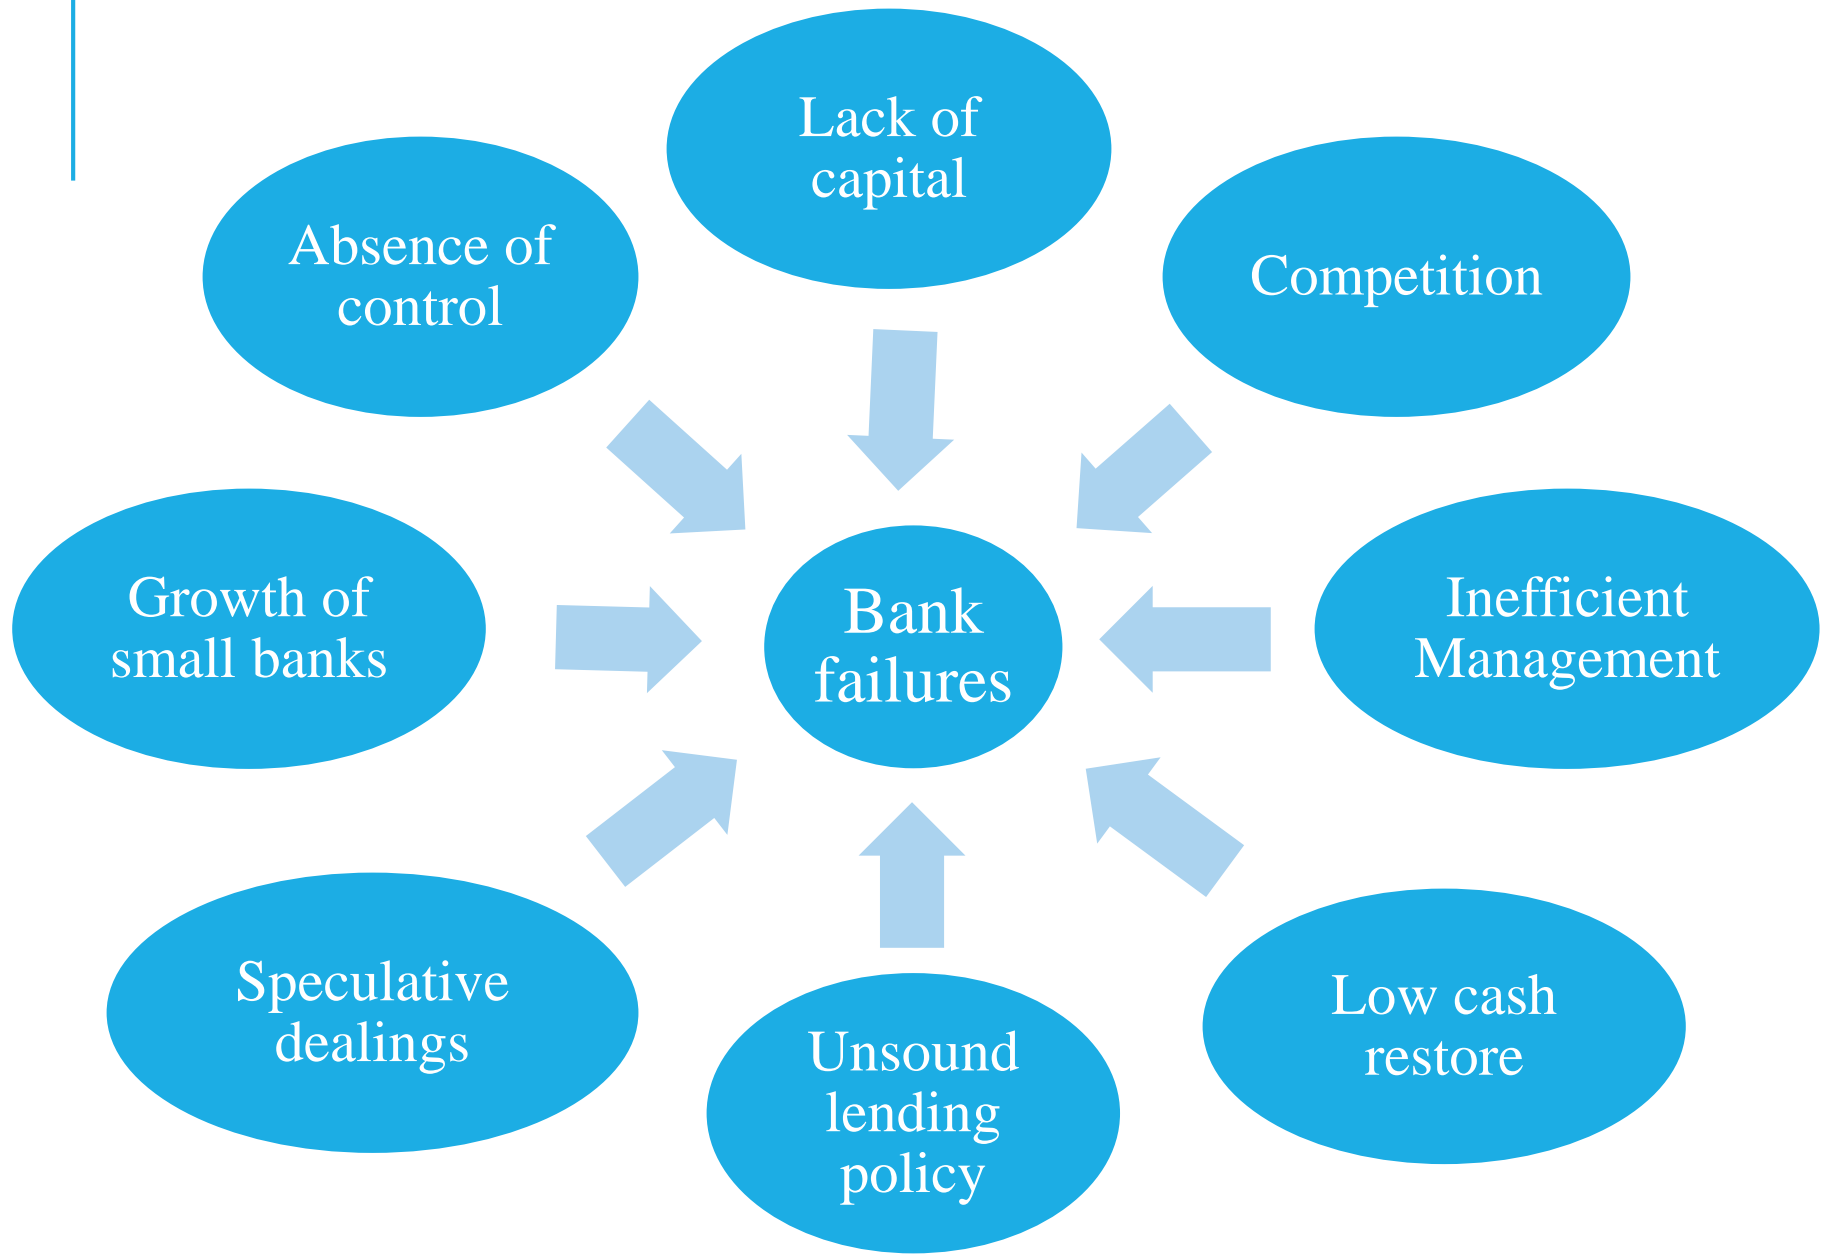 Lack of
capital
Competition
Inefficient
Management
Low cash
restore
Unsound
lending
policy
Speculative
dealings
Growth of
small banks
Absence of
control
Bank
failures